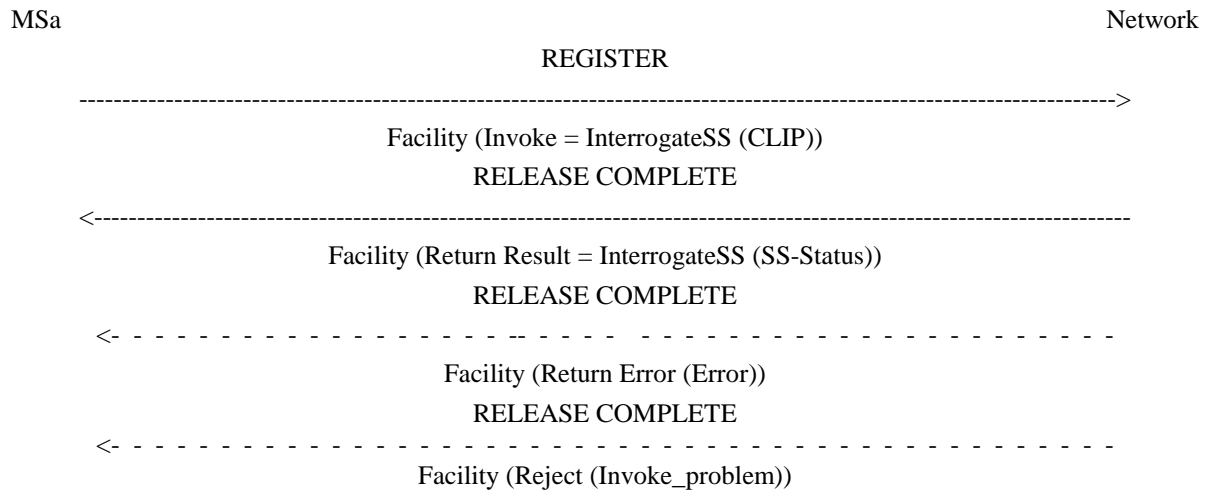 MSa Network
REGISTER
Facility (Invoke = InterrogateSS (CLIP))
RELEASE COMPLETE
Facility (Return Result = InterrogateSS (SS-Status))
RELEASE COMPLETE
Facility (Return Error (Error))
RELEASE COMPLETE
Facility (Reject (Invoke_problem))